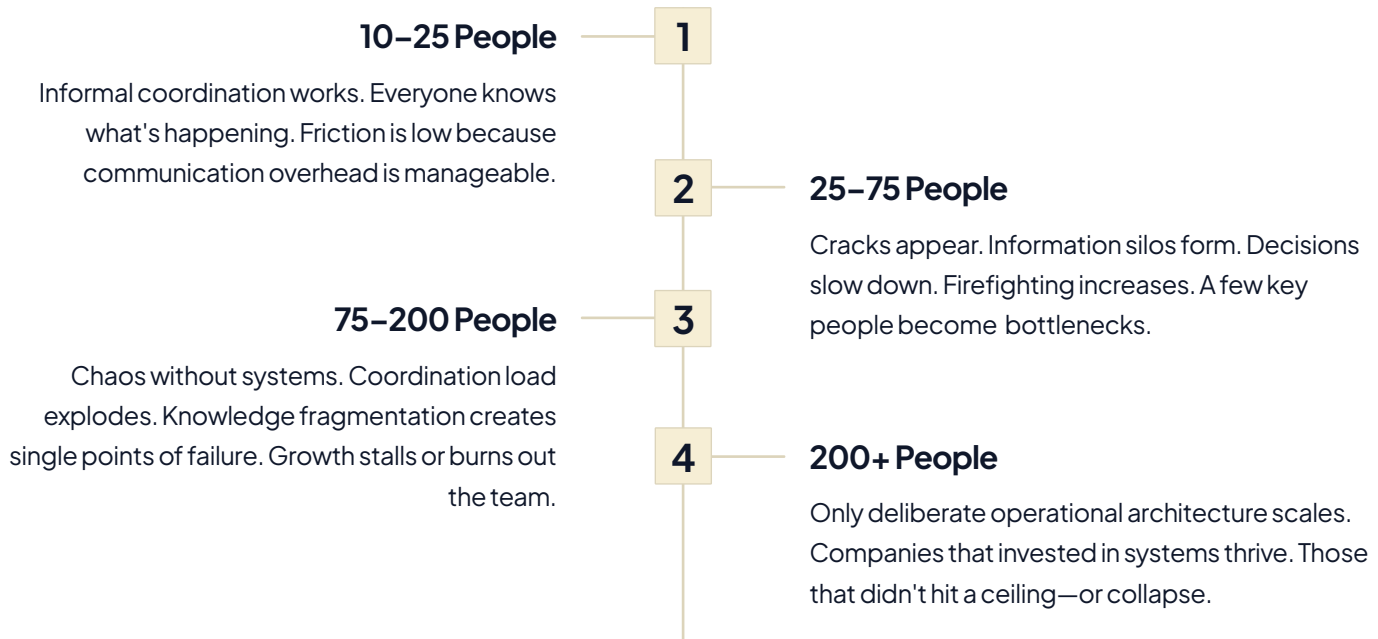 1
10–25 People
Informal coordination works. Everyone knows
what's happening. Friction is low because
communication overhead is manageable.
2
25–75 People
Cracks appear. Information silos form. Decisions
slow down. Firefighting increases. A few key
people become  bottlenecks.
3
75–200 People
Chaos without systems. Coordination load
explodes. Knowledge fragmentation creates
single points of failure. Growth stalls or burns out
the team.
4
200+ People
Only deliberate operational architecture scales.
Companies that invested in systems thrive. Those
that didn't hit a ceiling—or collapse.